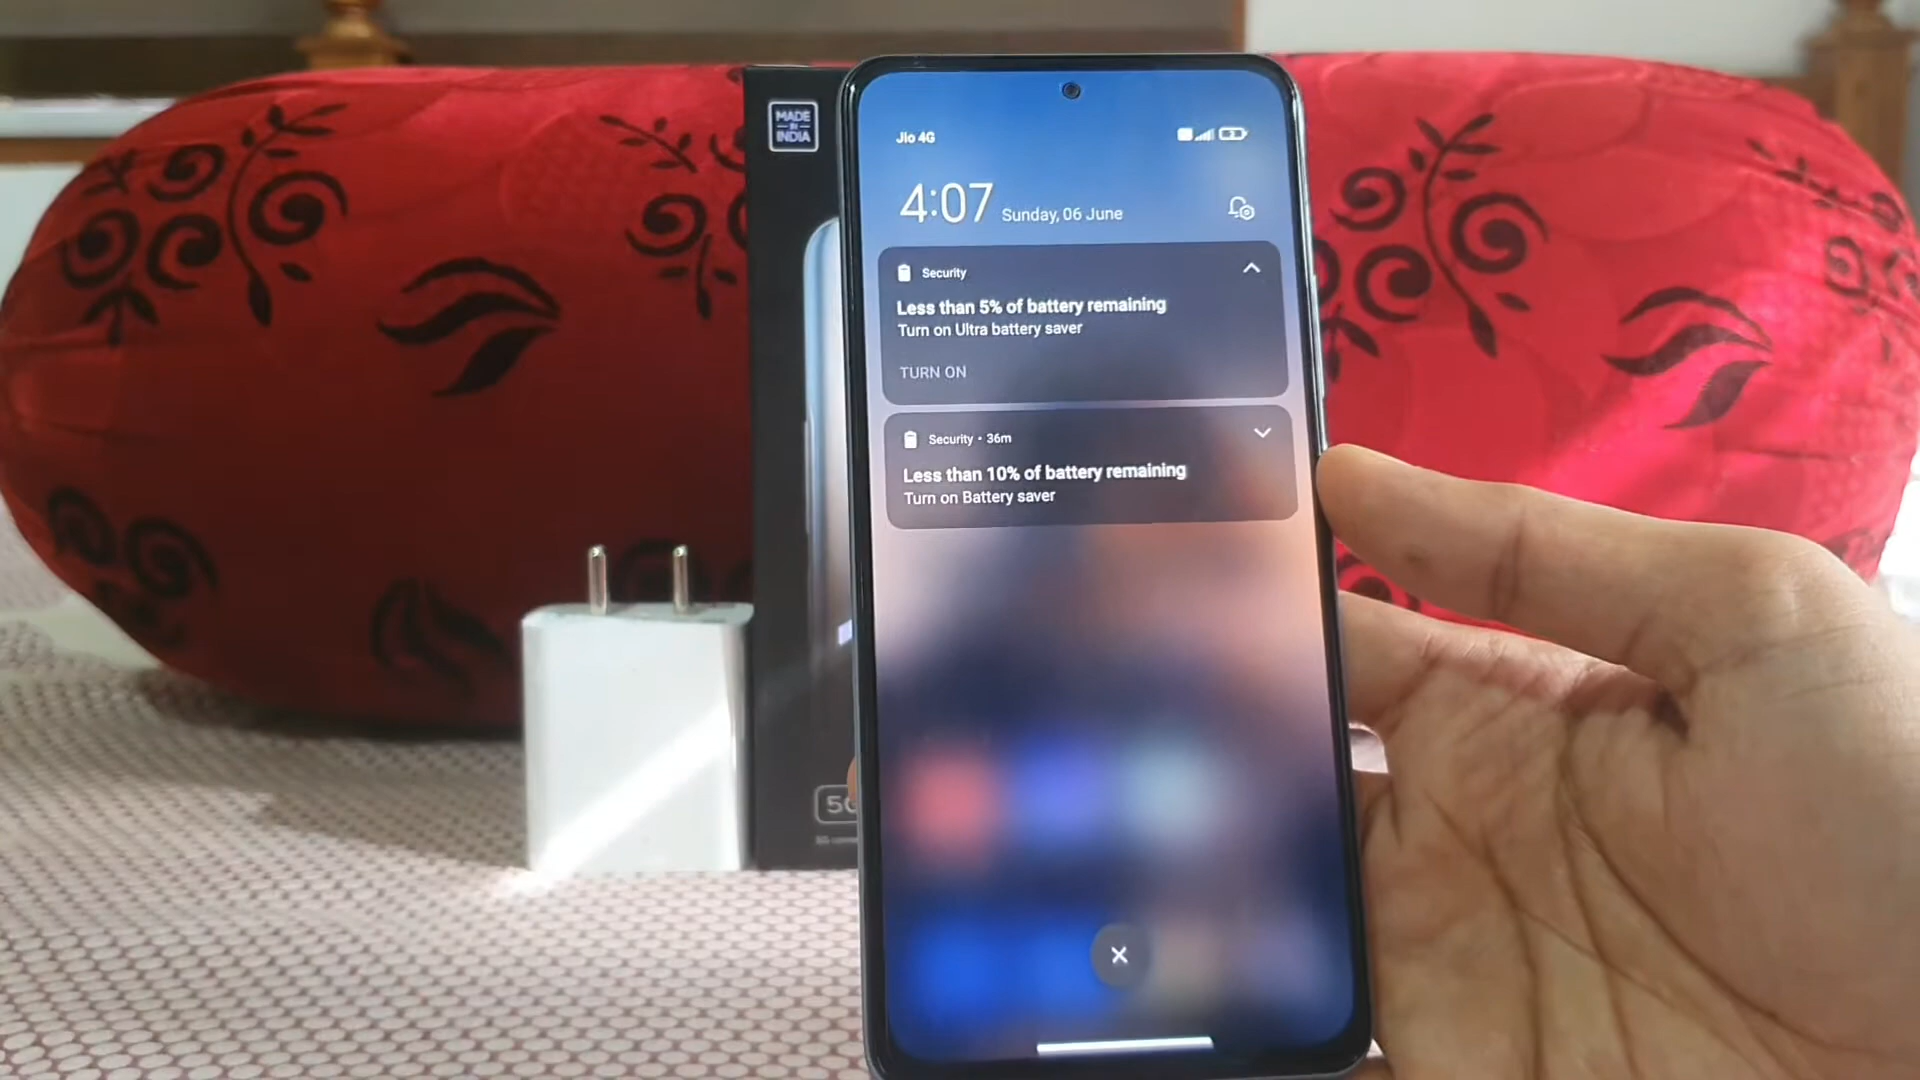 MADE
IN
INDIA
Jio 4G
4:07 Sunday, 06 June
Security
Less than 5% of battery remaining
Turn on Ultra battery saver
TURN ON
Security • 36m
Less than 10% of battery remaining
Turn on Battery saver